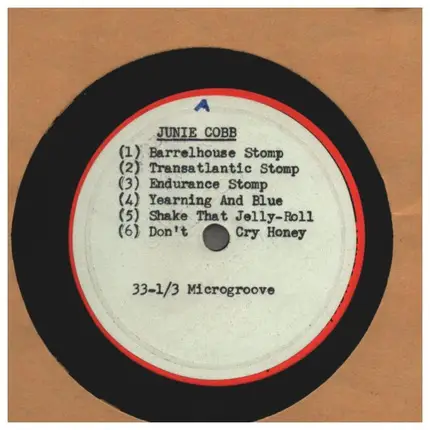 A
JUNIE COBB
(1) Barrelhouse Stomp
(2) Transatlantic Stomp
(3) Endurance Stomp
(4) Yearning And Blue
(5) Shake That Jelly-Roll
(6) Don't Cry Honey
33-1/3 Microgroove